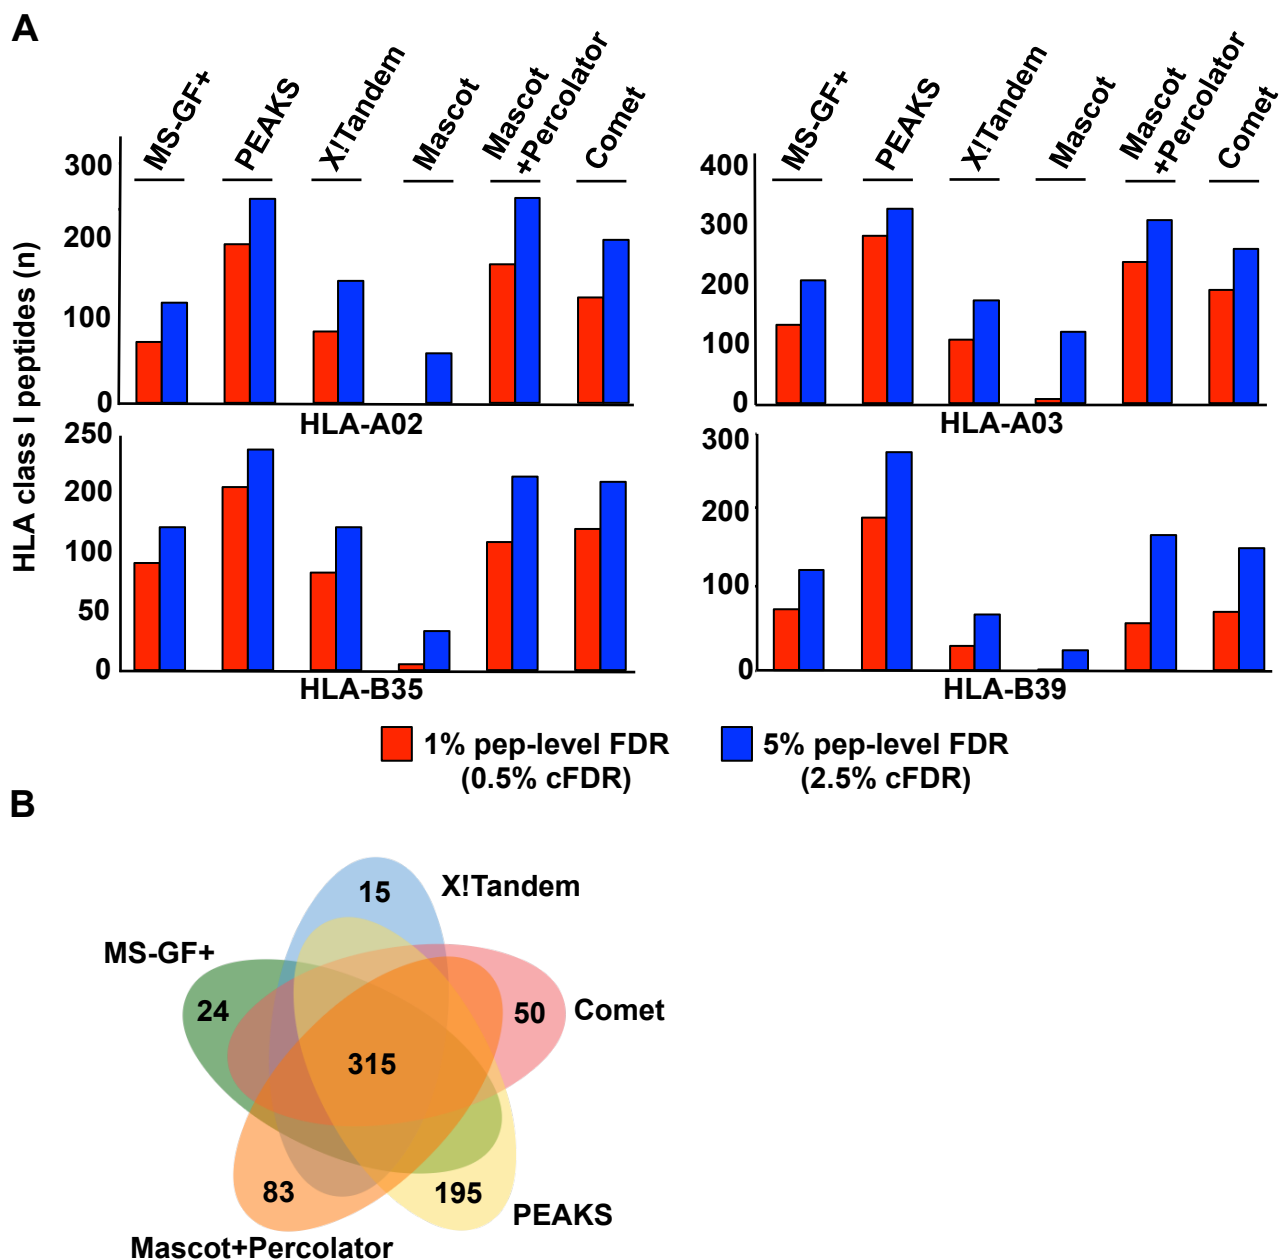 A
MS-GF+
PEAKS
X!Tandem
Mascot
Mascot
+Percolator
Comet
MS-GF+
PEAKS
X!Tandem
Mascot
Mascot
+Percolator
Comet
HLA class I peptides (n)
300
200
100
0
HLA-A02
400
300
200
100
0
HLA-A03
250
200
100
50
0
HLA-B35
300
200
100
0
HLA-B39
1% pep-level FDR
(0.5% cFDR)
5% pep-level FDR
(2.5% cFDR)
B
15
X!Tandem
MS-GF+
24
50
Comet
315
83
195
PEAKS
Mascot+Percolator